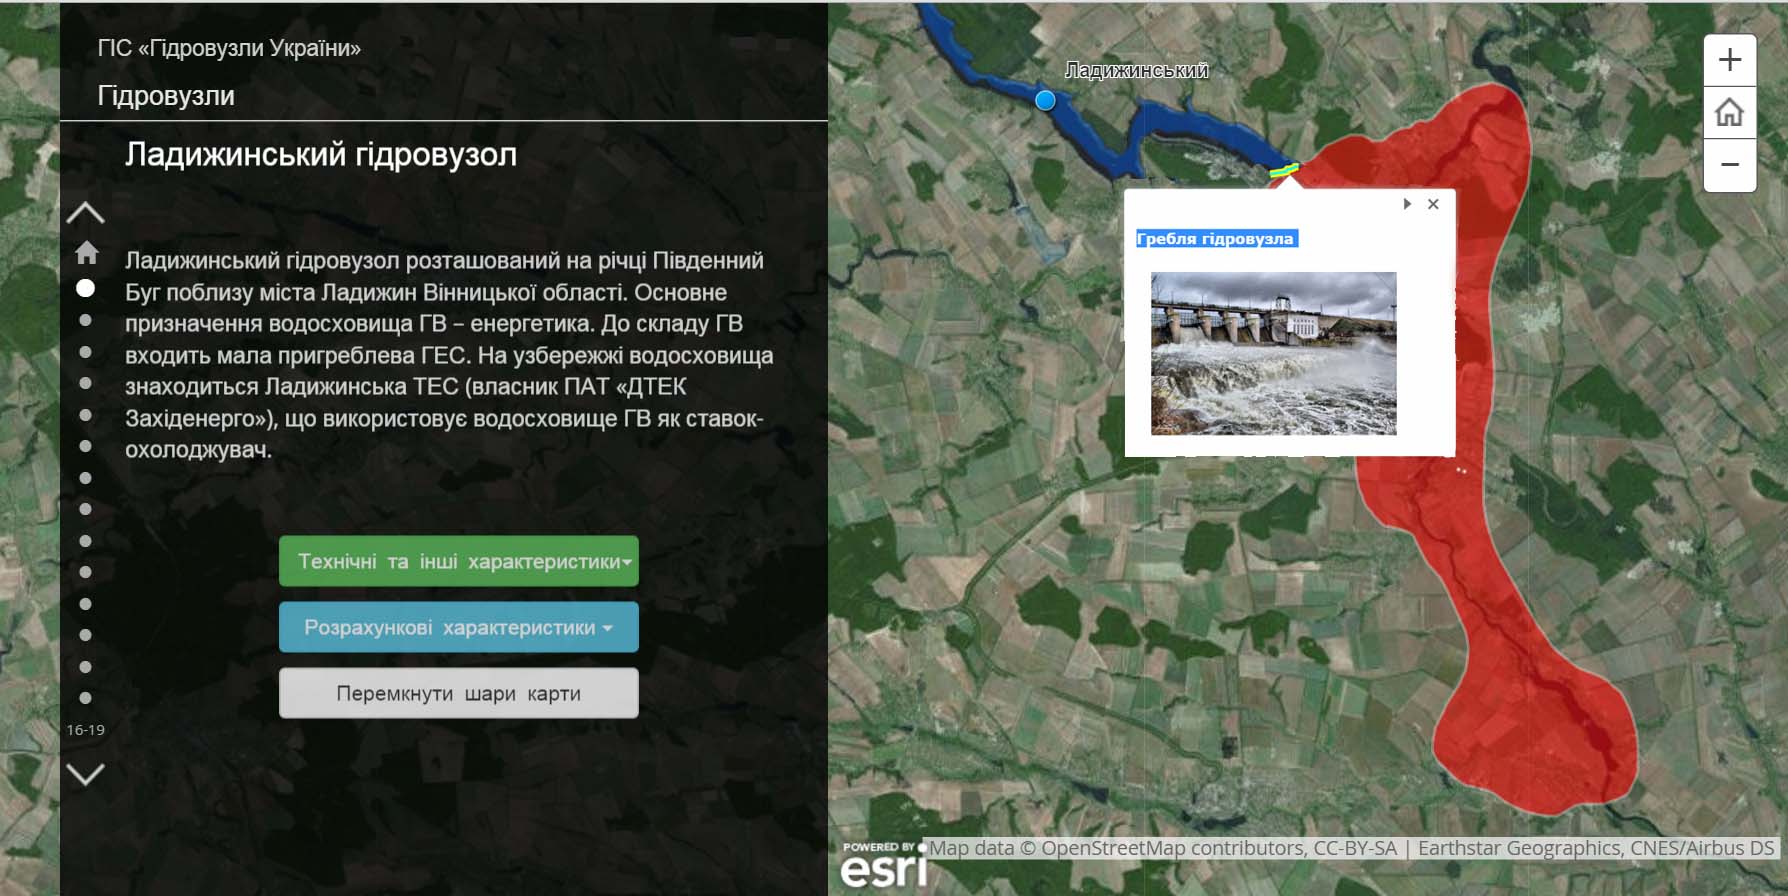 ГІС «Гідровузли України»
Гідровузли
Ладижинський гідровузол
Ладижинський гідровузол розташований на річці Південний
Буг поблизу міста Ладижин Вінницької області. Основне
призначення водосховища ГВ – енергетика. До складу ГВ
входить мала пригреблева ГЕС. На узбережжі водосховища
знаходиться Ладижинська ТЕС (власник ПАТ «ДТЕК
Західенерго»), що використовує водосховище ГВ як ставок-
охолоджувач.
Технічні та інші характеристики
Розрахункові характеристики
Перемкнути шари карти
16-19
Ладижинський
Гребля гідровузла
POWERED BY
esri
Map data © OpenStreetMap contributors, CC-BY-SA | Earthstar Geographics, CNES/Airbus DS